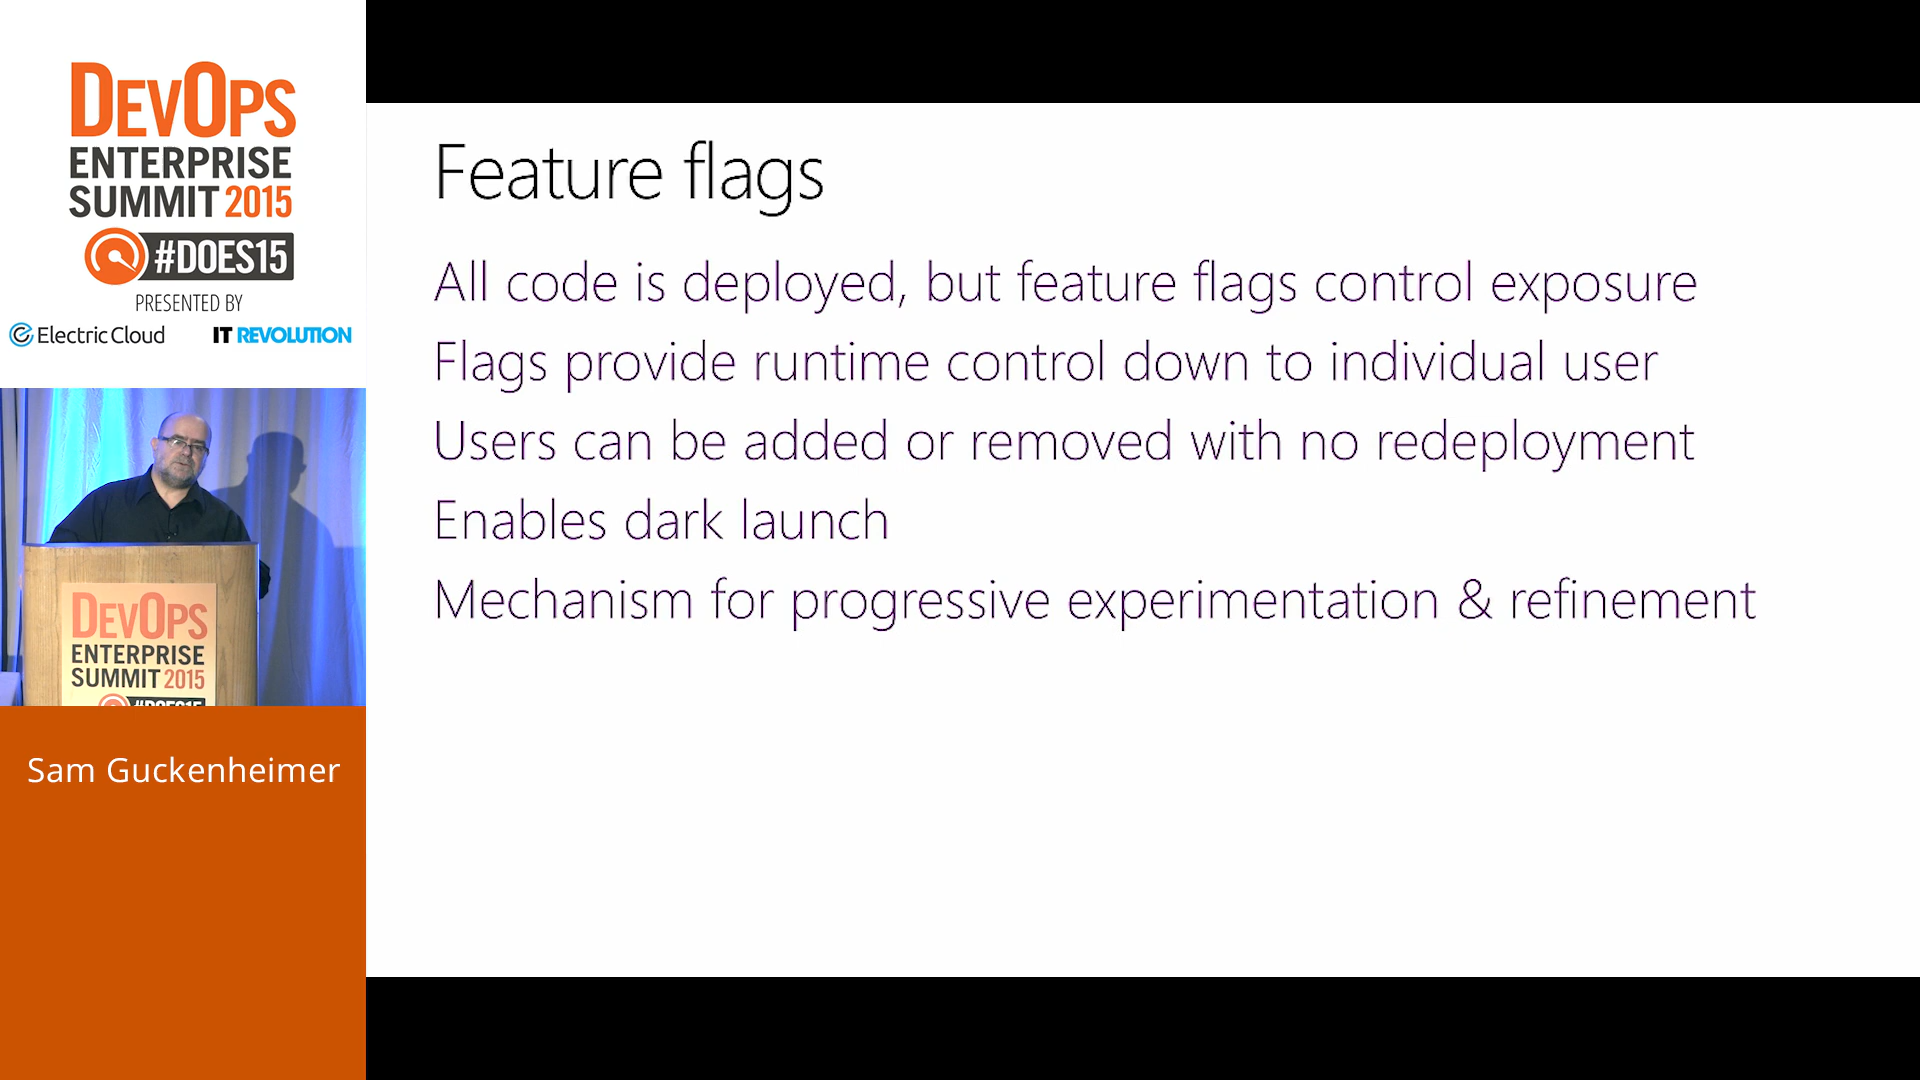 DEVOPS
ENTERPRISE
SUMMIT 2015
#DOES15
PRESENTED BY
Electric Cloud
IT REVOLUTION
DEVOPS
ENTERPRISE
SUMMIT 2015
#DOES15
Sam Guckenheimer
Feature flags
All code is deployed, but feature flags control exposure
Flags provide runtime control down to individual user
Users can be added or removed with no redeployment
Enables dark launch
Mechanism for progressive experimentation & refinement